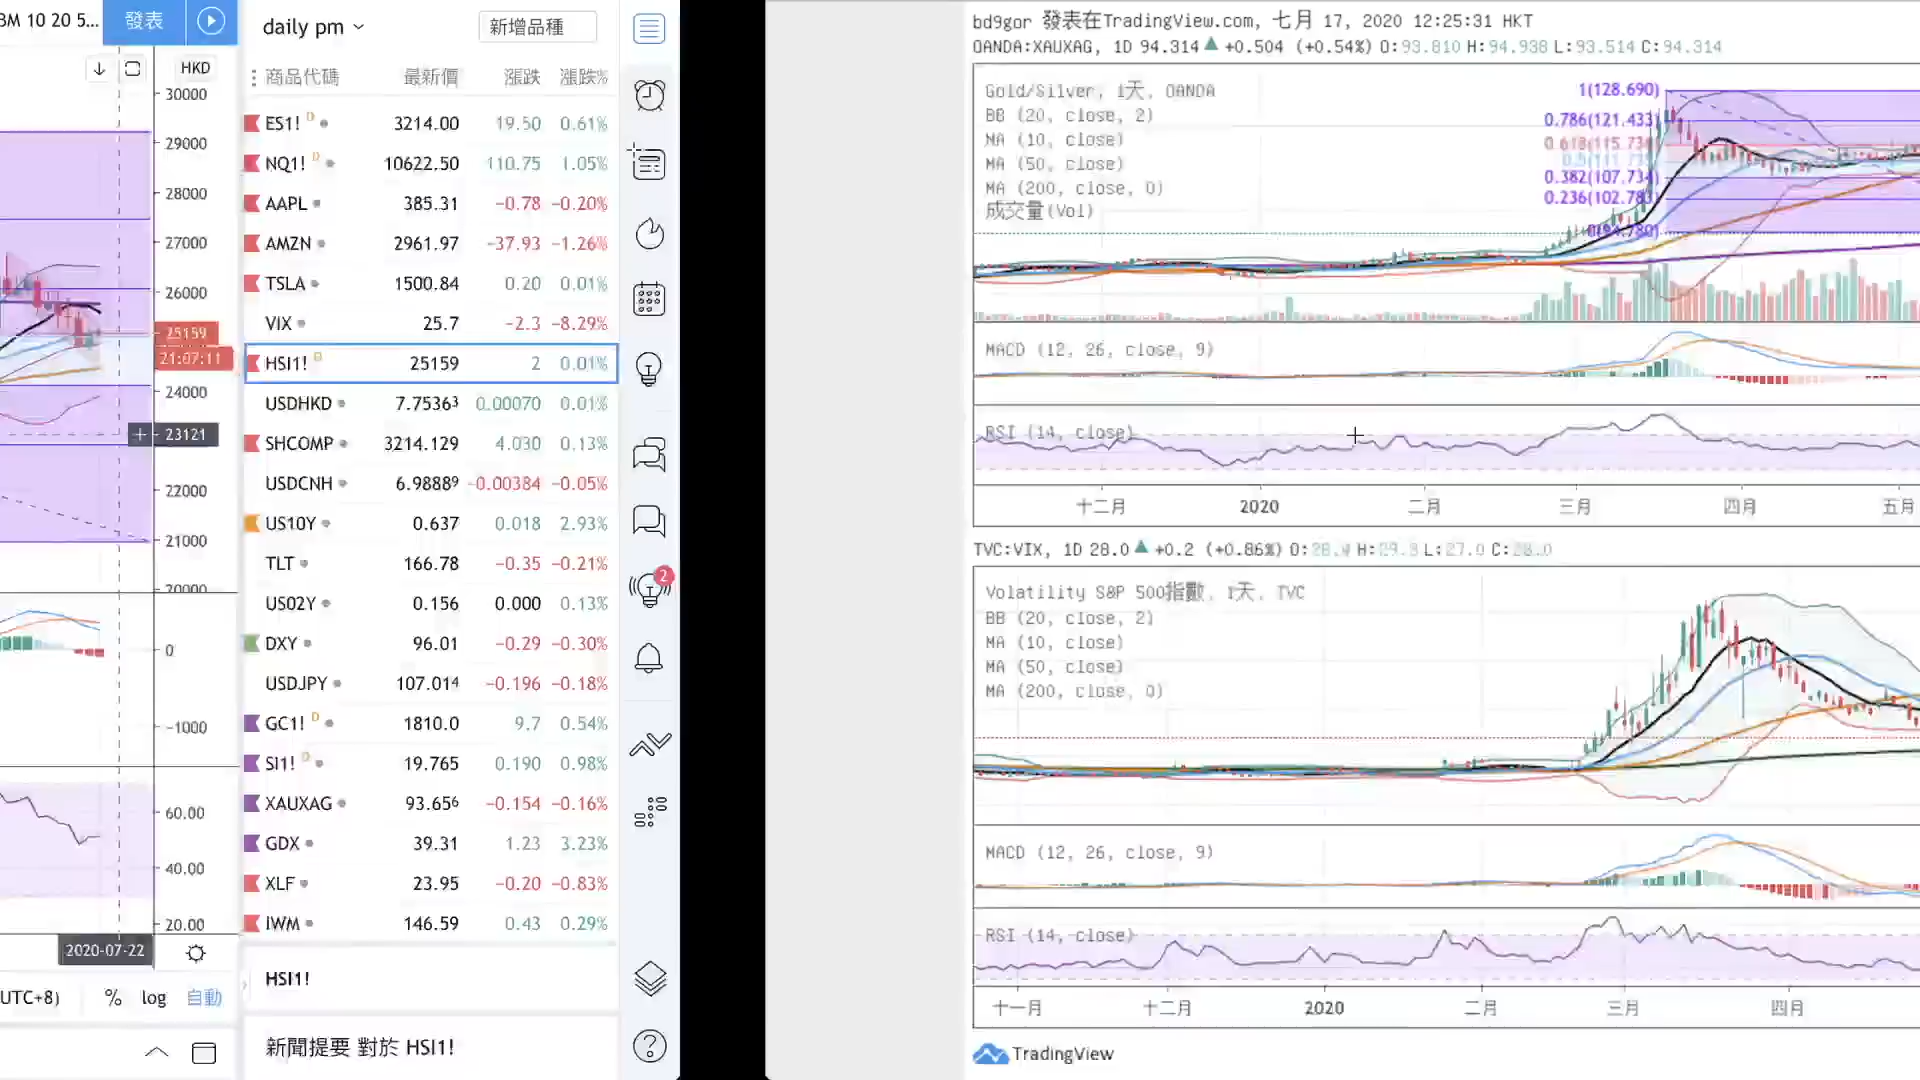 BM 10 20 5...
發表
HKD
30000
29000
28000
27000
26000
25159
21:07:11
24000
23121
22000
21000
20000
0
-1000
60.00
40.00
20.00
2020-07-22
UTC+8)
%
log
自動
daily pm
新增品種
商品代碼 最新價 漲跌 漲跌%
ES1! D 3214.00 19.50 0.61%
NQ1! D 10622.50 110.75 1.05%
AAPL 385.31 −0.78 −0.20%
AMZN 2961.97 −37.93 −1.26%
TSLA 1500.84 0.20 0.01%
VIX 25.7 −2.3 −8.29%
HSI1! D 25159 2 0.01%
USDHKD 7.7536³ 0.00070 0.01%
SHCOMP 3214.129 4.030 0.13%
USDCNH 6.9888⁹ −0.00384 −0.05%
US10Y 0.637 0.018 2.93%
TLT 166.78 −0.35 −0.21%
US02Y 0.156 0.000 0.13%
DXY 96.01 −0.29 −0.30%
USDJPY 107.01⁴ −0.196 −0.18%
GC1! D 1810.0 9.7 0.54%
SI1! D 19.765 0.190 0.98%
XAUXAG 93.65⁶ −0.154 −0.16%
GDX 39.31 1.23 3.23%
XLF 23.95 −0.20 −0.83%
IWM 146.59 0.43 0.29%
HSI1!
新聞提要 對於 HSI1!
2
bd9gor 發表在TradingView.com, 七月 17, 2020 12:25:31 HKT
OANDA:XAUXAG, 1D 94.314 ▲ +0.504 (+0.54%) O:93.810 H:94.938 L:93.514 C:94.314
Gold/Silver, 1天, OANDA
BB (20, close, 2)
MA (10, close)
MA (50, close)
MA (200, close, 0)
成交量(Vol)
1(128.690)
0.786(121.433)
0.382(107.734)
MACD (12, 26, close, 9)
RSI (14, close)
十二月 2020 二月 三月 四月 五月
TVC:VIX, 1D 28.0 ▲ +0.2 (+0.86%) O:28.0 H:29.3 L:27.0 C:28.0
Volatility S&P 500指數, 1天, TVC
BB (20, close, 2)
MA (10, close)
MA (50, close)
MA (200, close, 0)
MACD (12, 26, close, 9)
RSI (14, close)
十一月 十二月 2020 二月 三月 四月
TradingView